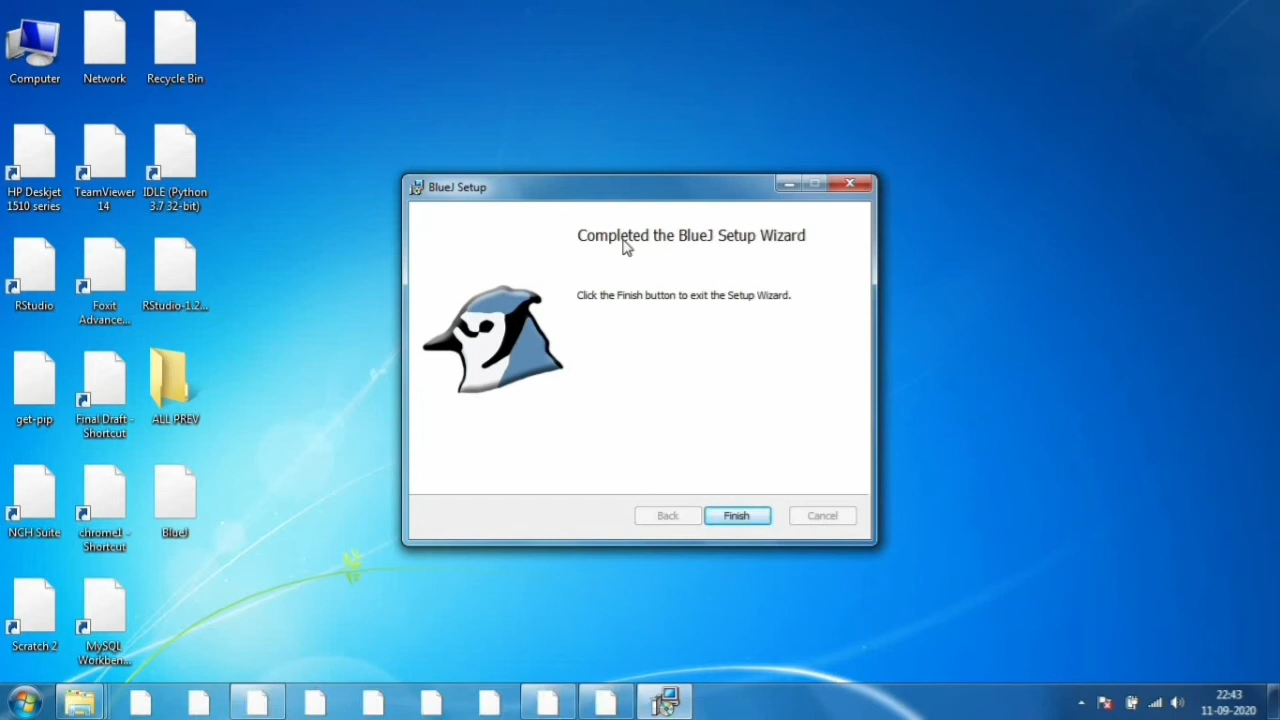 Computer
Network
Recycle Bin
HP Deskjet
1510 series
TeamViewer
14
IDLE (Python
3.7 32-bit)
RStudio
Foxit
Advance...
RStudio-1.2...
get-pip
Final Draft -
Shortcut
ALL PREV
NCH Suite
chrome1 -
Shortcut
BlueJ
Scratch 2
MySQL
Workben...
BlueJ Setup
Completed the BlueJ Setup Wizard
Click the Finish button to exit the Setup Wizard.
Back
Finish
Cancel
22:43
11-09-2020